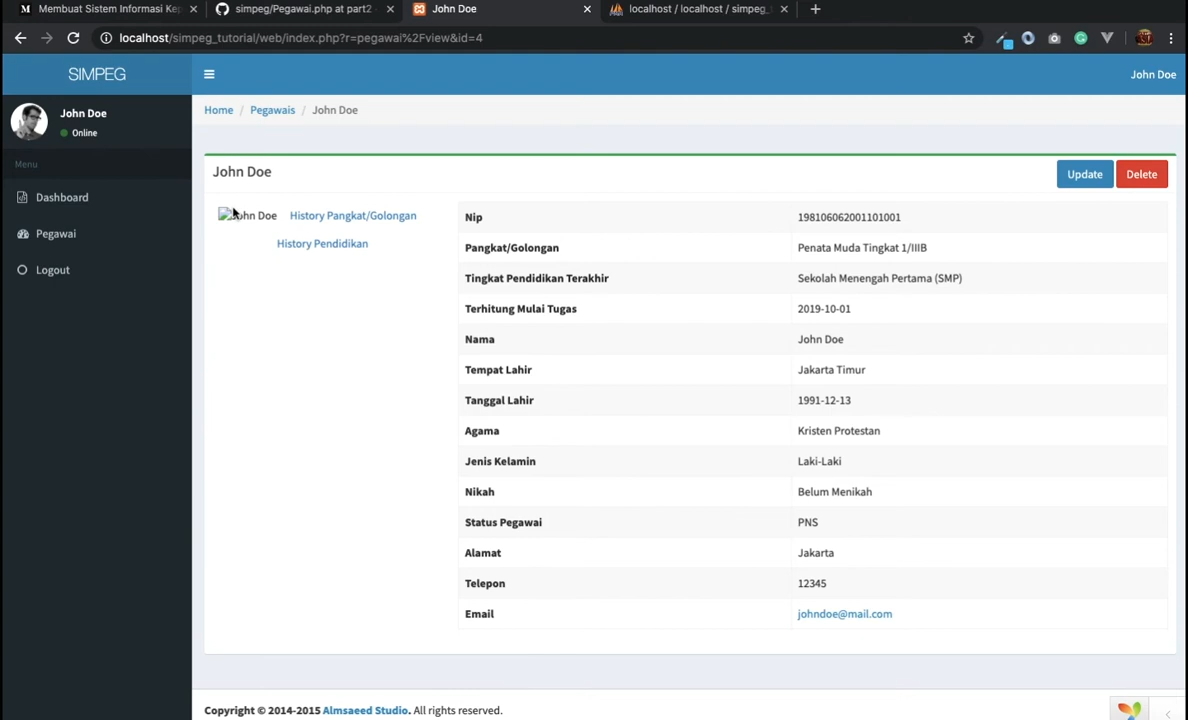 Membuat Sistem Informasi Kep
simpeg/Pegawai.php at part2
John Doe
localhost / localhost / simpeg_
localhost/simpeg_tutorial/web/index.php?r=pegawai%2Fview&id=4
SIMPEG
John Doe
John Doe
Online
Home / Pegawais / John Doe
Menu
Dashboard
Pegawai
Logout
John Doe
Update
Delete
John Doe
History Pangkat/Golongan
History Pendidikan
Nip 198106062001101001
Pangkat/Golongan Penata Muda Tingkat 1/IIIB
Tingkat Pendidikan Terakhir Sekolah Menengah Pertama (SMP)
Terhitung Mulai Tugas 2019-10-01
Nama John Doe
Tempat Lahir Jakarta Timur
Tanggal Lahir 1991-12-13
Agama Kristen Protestan
Jenis Kelamin Laki-Laki
Nikah Belum Menikah
Status Pegawai PNS
Alamat Jakarta
Telepon 12345
Email johndoe@mail.com
Copyright © 2014-2015 Almsaeed Studio. All rights reserved.